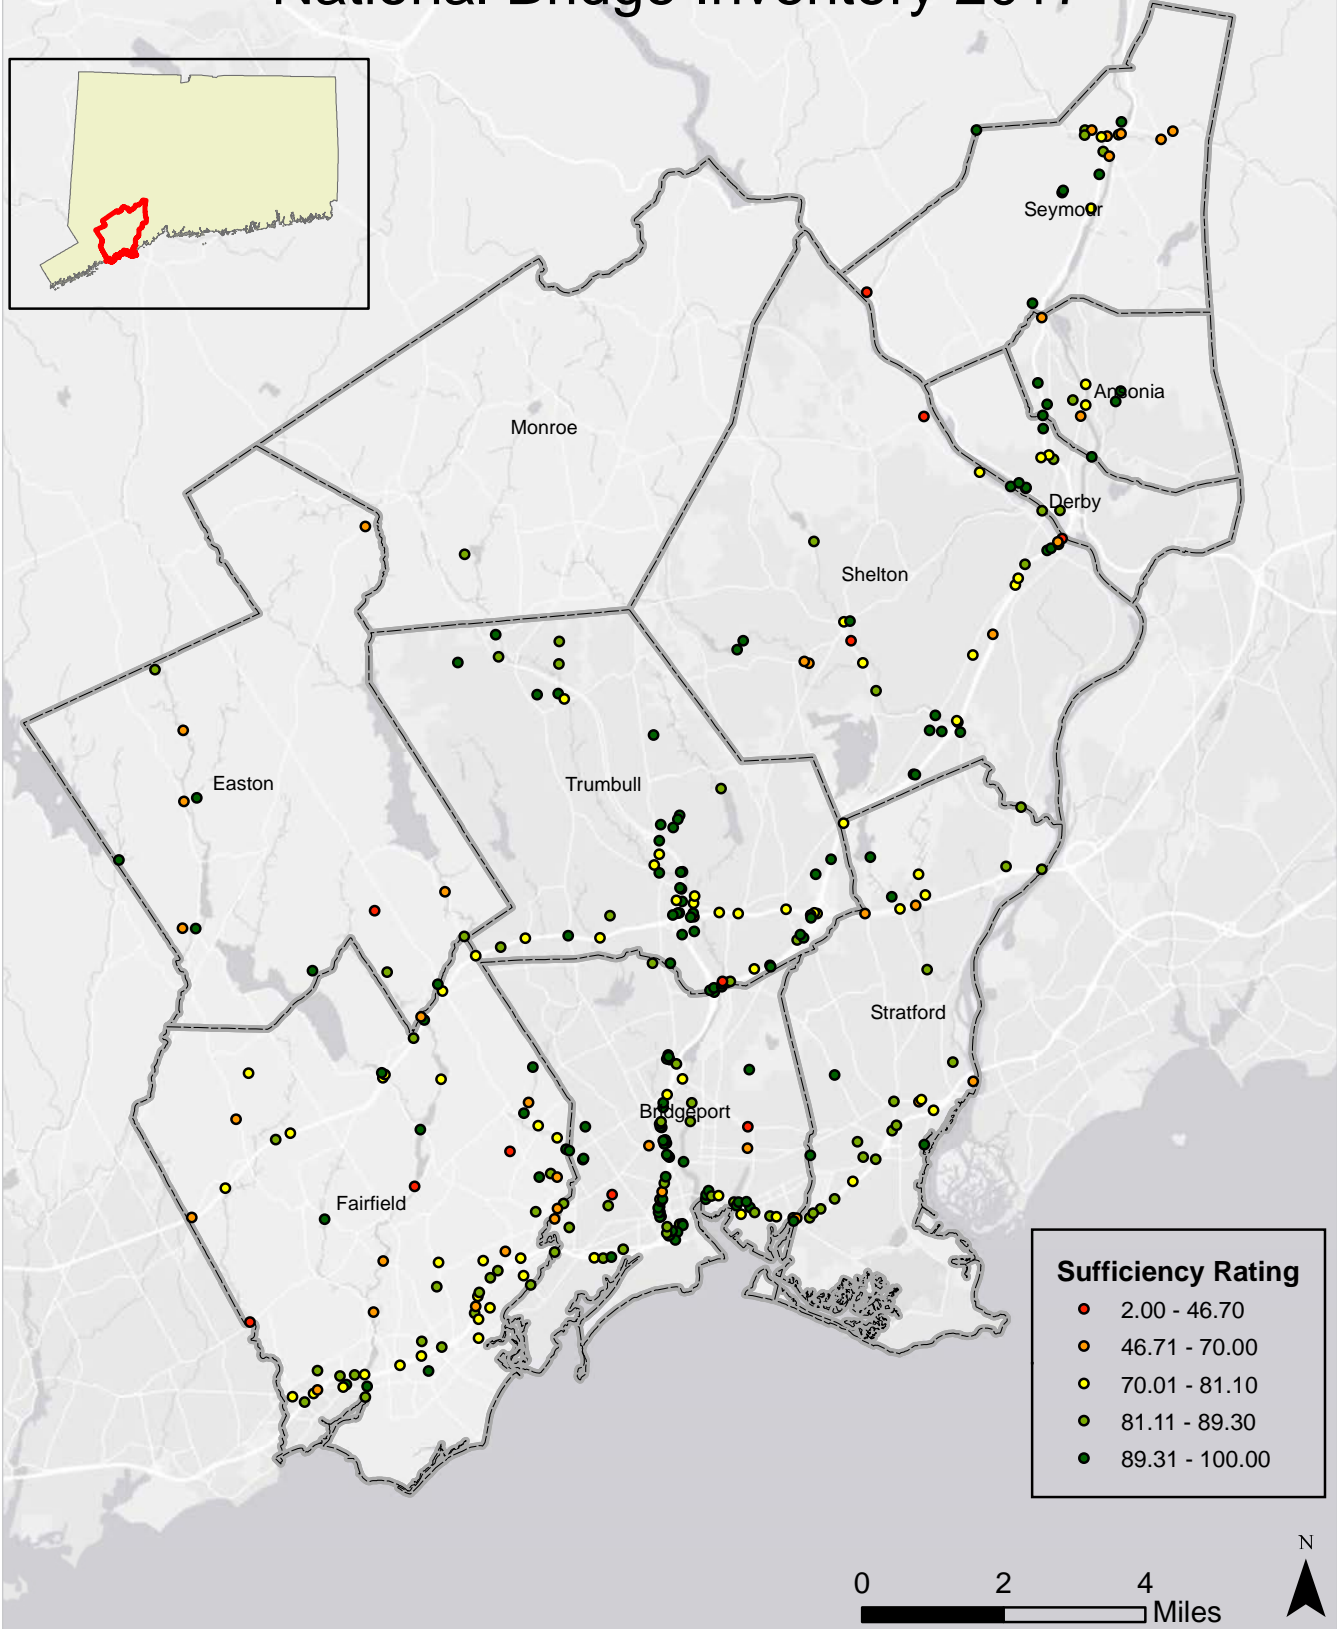 National Bridge Inventory 2017
Seymour
Ansonia
Monroe
Derby
Shelton
Easton
Trumbull
Stratford
Bridgeport
Fairfield
Sufficiency Rating
2.00 - 46.70
46.71 - 70.00
70.01 - 81.10
81.11 - 89.30
89.31 - 100.00
N
0 2 4
Miles